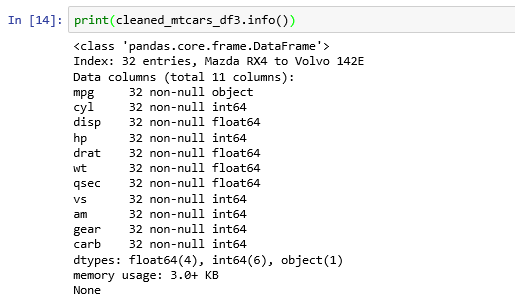 In [14]: print(cleaned_mtcars_df3.info())
<class 'pandas.core.frame.DataFrame'>
Index: 32 entries, Mazda RX4 to Volvo 142E
Data columns (total 11 columns):
mpg     32 non-null object
cyl     32 non-null int64
disp    32 non-null float64
hp      32 non-null int64
drat    32 non-null float64
wt      32 non-null float64
qsec    32 non-null float64
vs      32 non-null int64
am      32 non-null int64
gear    32 non-null int64
carb    32 non-null int64
dtypes: float64(4), int64(6), object(1)
memory usage: 3.0+ KB
None